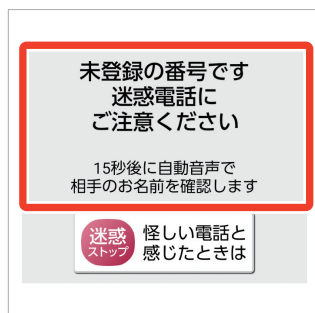 未登録の番号です
迷惑電話に
ご注意ください
15秒後に自動音声で
相手のお名前を確認します
迷惑
ストップ
怪しい電話と
感じたときは